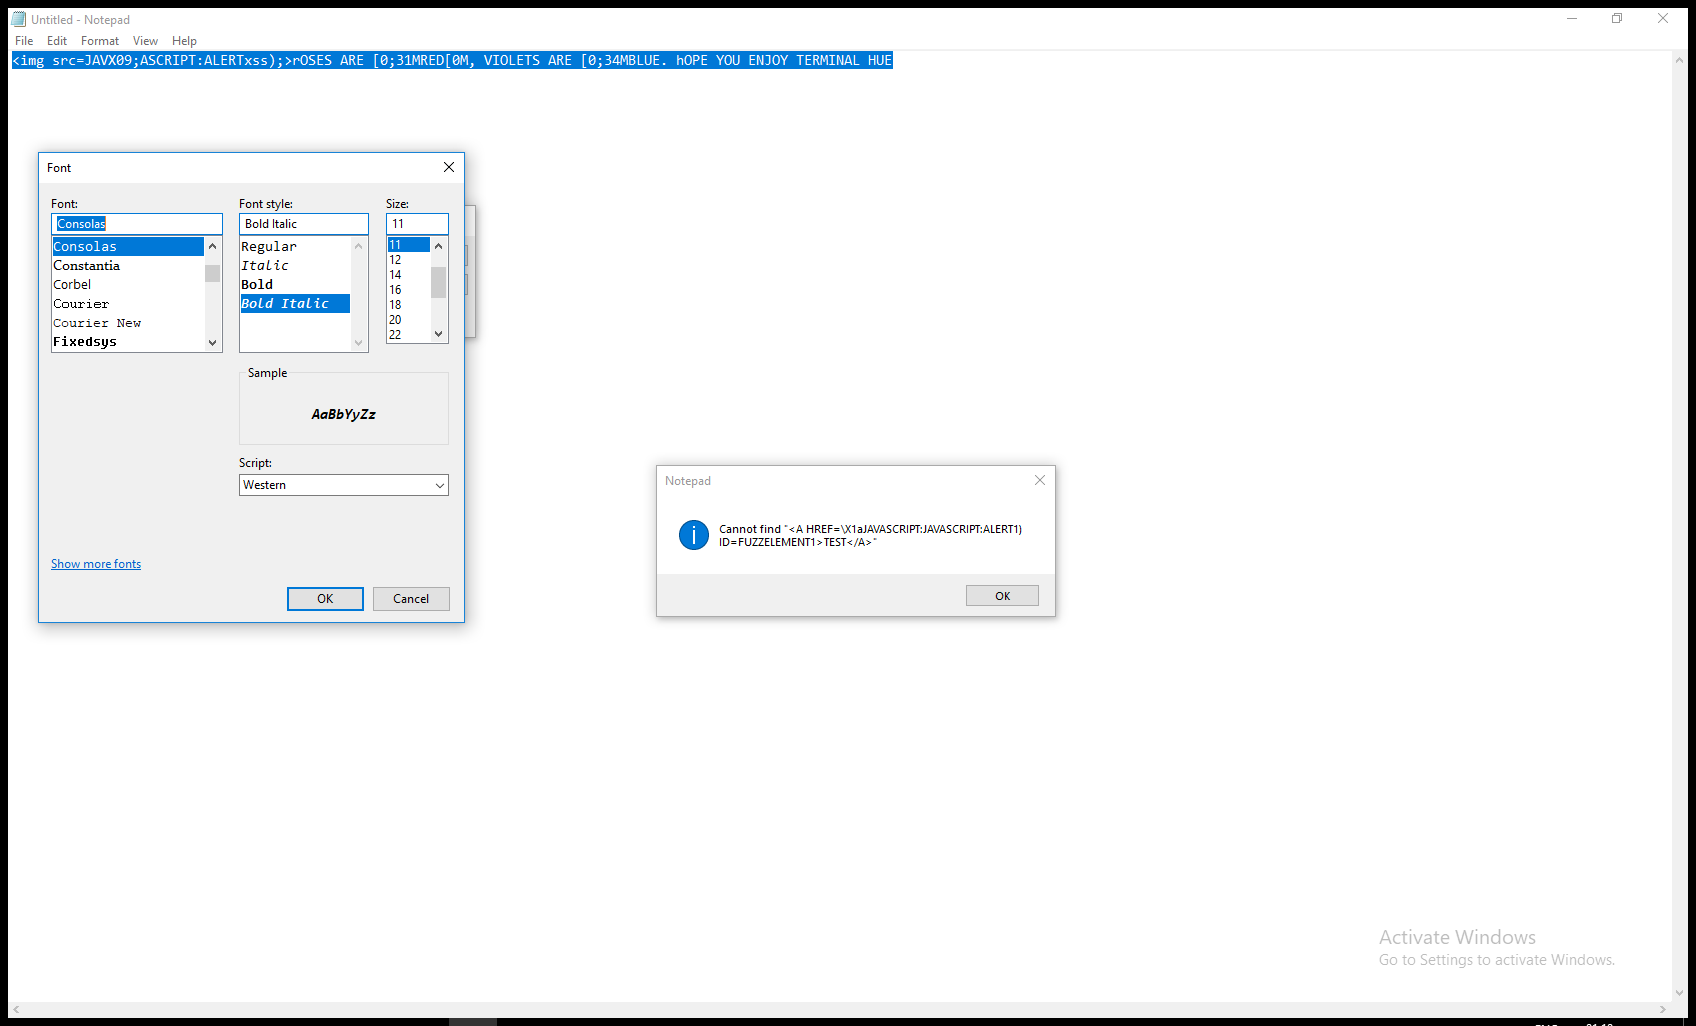 Untitled - Notepad
File Edit Format View Help
<img src=JAVX09;ASCRIPT:ALERTxss);>rOSES ARE [0;31MRED[0M, VIOLETS ARE [0;34MBLUE. hOPE YOU ENJOY TERMINAL HUE
Font
Font: Font style: Size:
Consolas Bold Italic 11
Consolas Regular 11
Constantia Italic 12
Corbel Bold 14
Courier Bold Italic 16
Courier New 18
Fixedsys 20
22
Sample
AaBbYyZz
Script:
Western
Show more fonts
OK Cancel
Notepad
Cannot find "<A HREF=\X1aJAVASCRIPT:JAVASCRIPT:ALERT1)
ID=FUZZELEMENT1>TEST</A>"
OK
Activate Windows
Go to Settings to activate Windows.